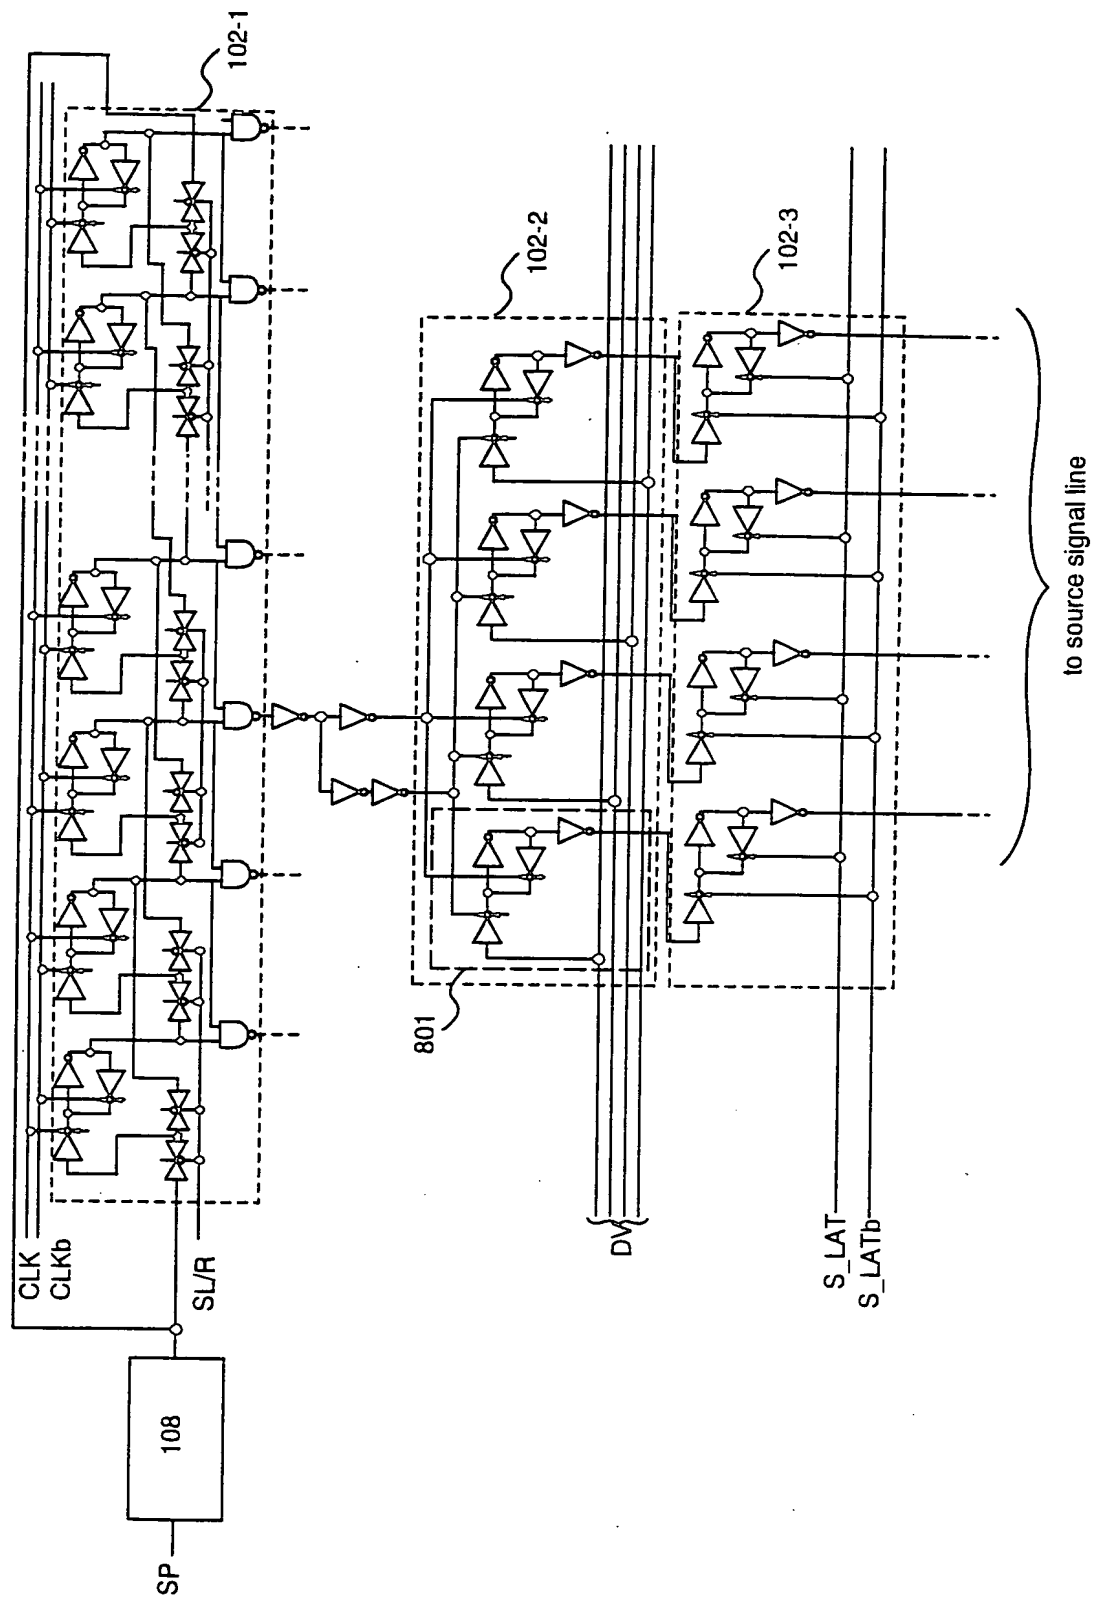 SP
108
CLK
CLKb
SL/R
102-1
102-2
801
DV
102-3
S_LAT
S_LATb
to source signal line